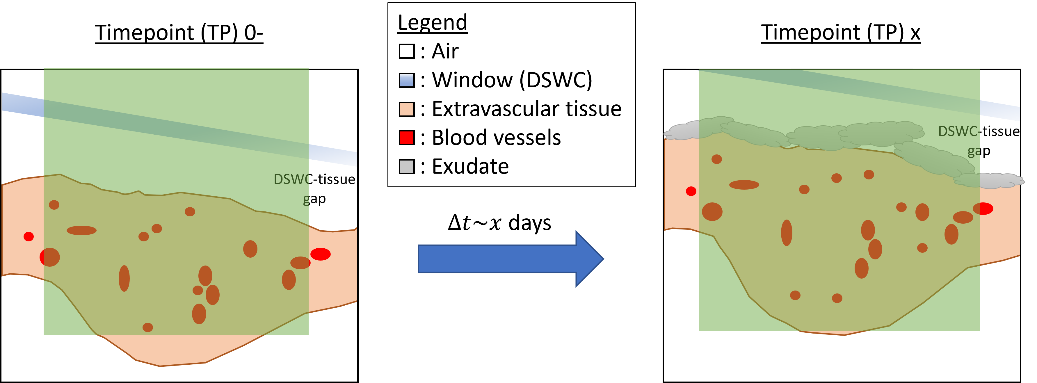 Timepoint (TP) 0-
Legend
: Air
: Window (DSWC)
: Extravascular tissue
: Blood vessels
: Exudate
Timepoint (TP) x
DSWC-tissue
gap
Δt~x days
DSWC-tissue
gap